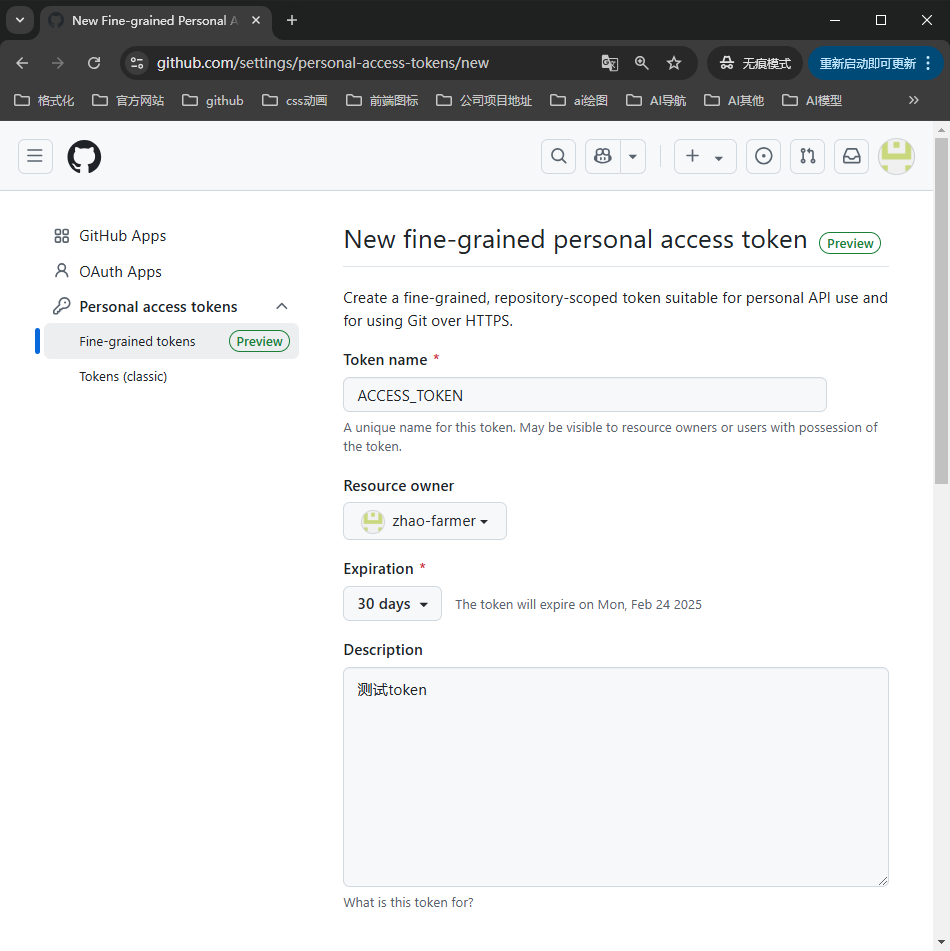 New Fine-grained Personal A
github.com/settings/personal-access-tokens/new
无痕模式
重新启动即可更新
格式化
官方网站
github
css动画
前端图标
公司项目地址
ai绘图
AI导航
AI其他
AI模型
GitHub Apps
OAuth Apps
Personal access tokens
Fine-grained tokens Preview
Tokens (classic)
New fine-grained personal access token Preview
Create a fine-grained, repository-scoped token suitable for personal API use and
for using Git over HTTPS.
Token name *
ACCESS_TOKEN
A unique name for this token. May be visible to resource owners or users with possession of
the token.
Resource owner
zhao-farmer
Expiration *
30 days The token will expire on Mon, Feb 24 2025
Description
测试token
What is this token for?